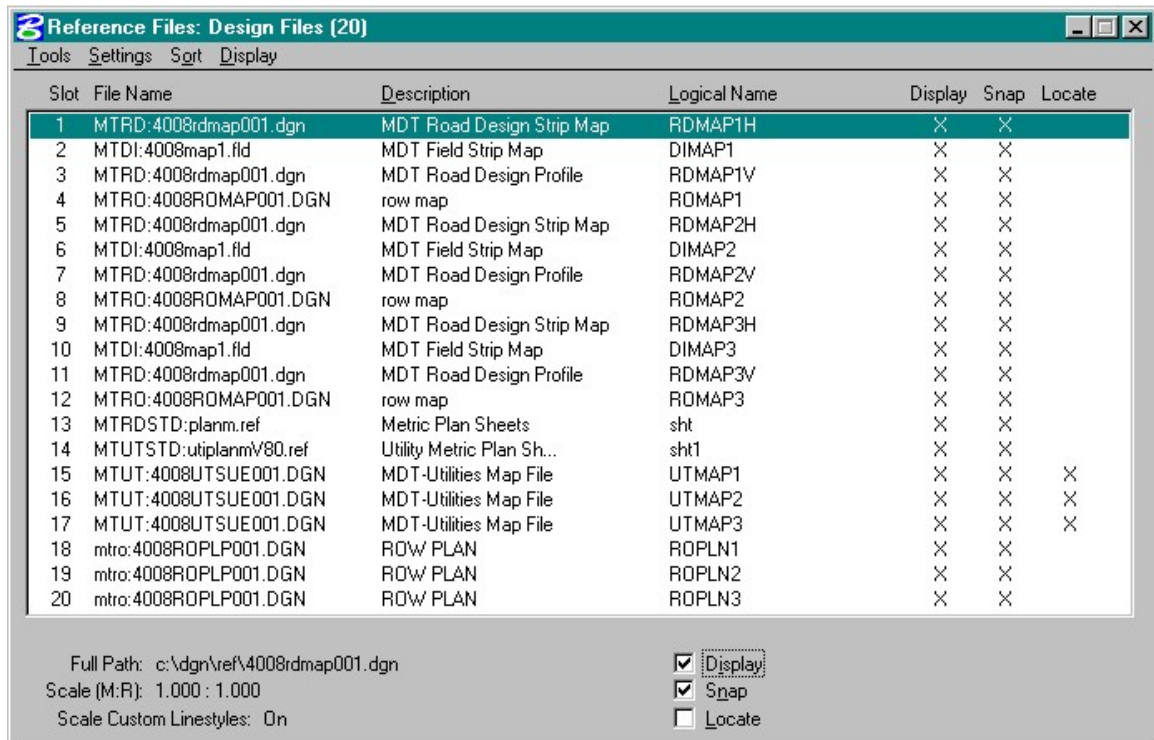 Reference Files: Design Files (20)
Tools Settings Sort Display
Slot File Name Description Logical Name Display Snap Locate
1 MTRD:4008rdmap001.dgn MDT Road Design Strip Map RDMAP1H X X
2 MTDI:4008map1.fld MDT Field Strip Map DIMAP1 X X
3 MTRD:4008rdmap001.dgn MDT Road Design Profile RDMAP1V X X
4 MTRO:4008ROMAP001.DGN row map ROMAP1 X X
5 MTRD:4008rdmap001.dgn MDT Road Design Strip Map RDMAP2H X X
6 MTDI:4008map1.fld MDT Field Strip Map DIMAP2 X X
7 MTRD:4008rdmap001.dgn MDT Road Design Profile RDMAP2V X X
8 MTRO:4008ROMAP001.DGN row map ROMAP2 X X
9 MTRD:4008rdmap001.dgn MDT Road Design Strip Map RDMAP3H X X
10 MTDI:4008map1.fld MDT Field Strip Map DIMAP3 X X
11 MTRD:4008rdmap001.dgn MDT Road Design Profile RDMAP3V X X
12 MTRO:4008ROMAP001.DGN row map ROMAP3 X X
13 MTRDSTD:planm.ref Metric Plan Sheets sht X X
14 MTUTSTD:utiplanmV80.ref Utility Metric Plan Sh... sht1 X X
15 MTUT:4008UTSUE001.DGN MDT-Utilities Map File UTMAP1 X X X
16 MTUT:4008UTSUE001.DGN MDT-Utilities Map File UTMAP2 X X X
17 MTUT:4008UTSUE001.DGN MDT-Utilities Map File UTMAP3 X X X
18 mtro:4008ROPLP001.DGN ROW PLAN ROPLN1 X X
19 mtro:4008ROPLP001.DGN ROW PLAN ROPLN2 X X
20 mtro:4008ROPLP001.DGN ROW PLAN ROPLN3 X X
Full Path: c:\dgn\ref\4008rdmap001.dgn Display
Scale (M:R): 1.000 : 1.000 Snap
Scale Custom Linestyles: On Locate